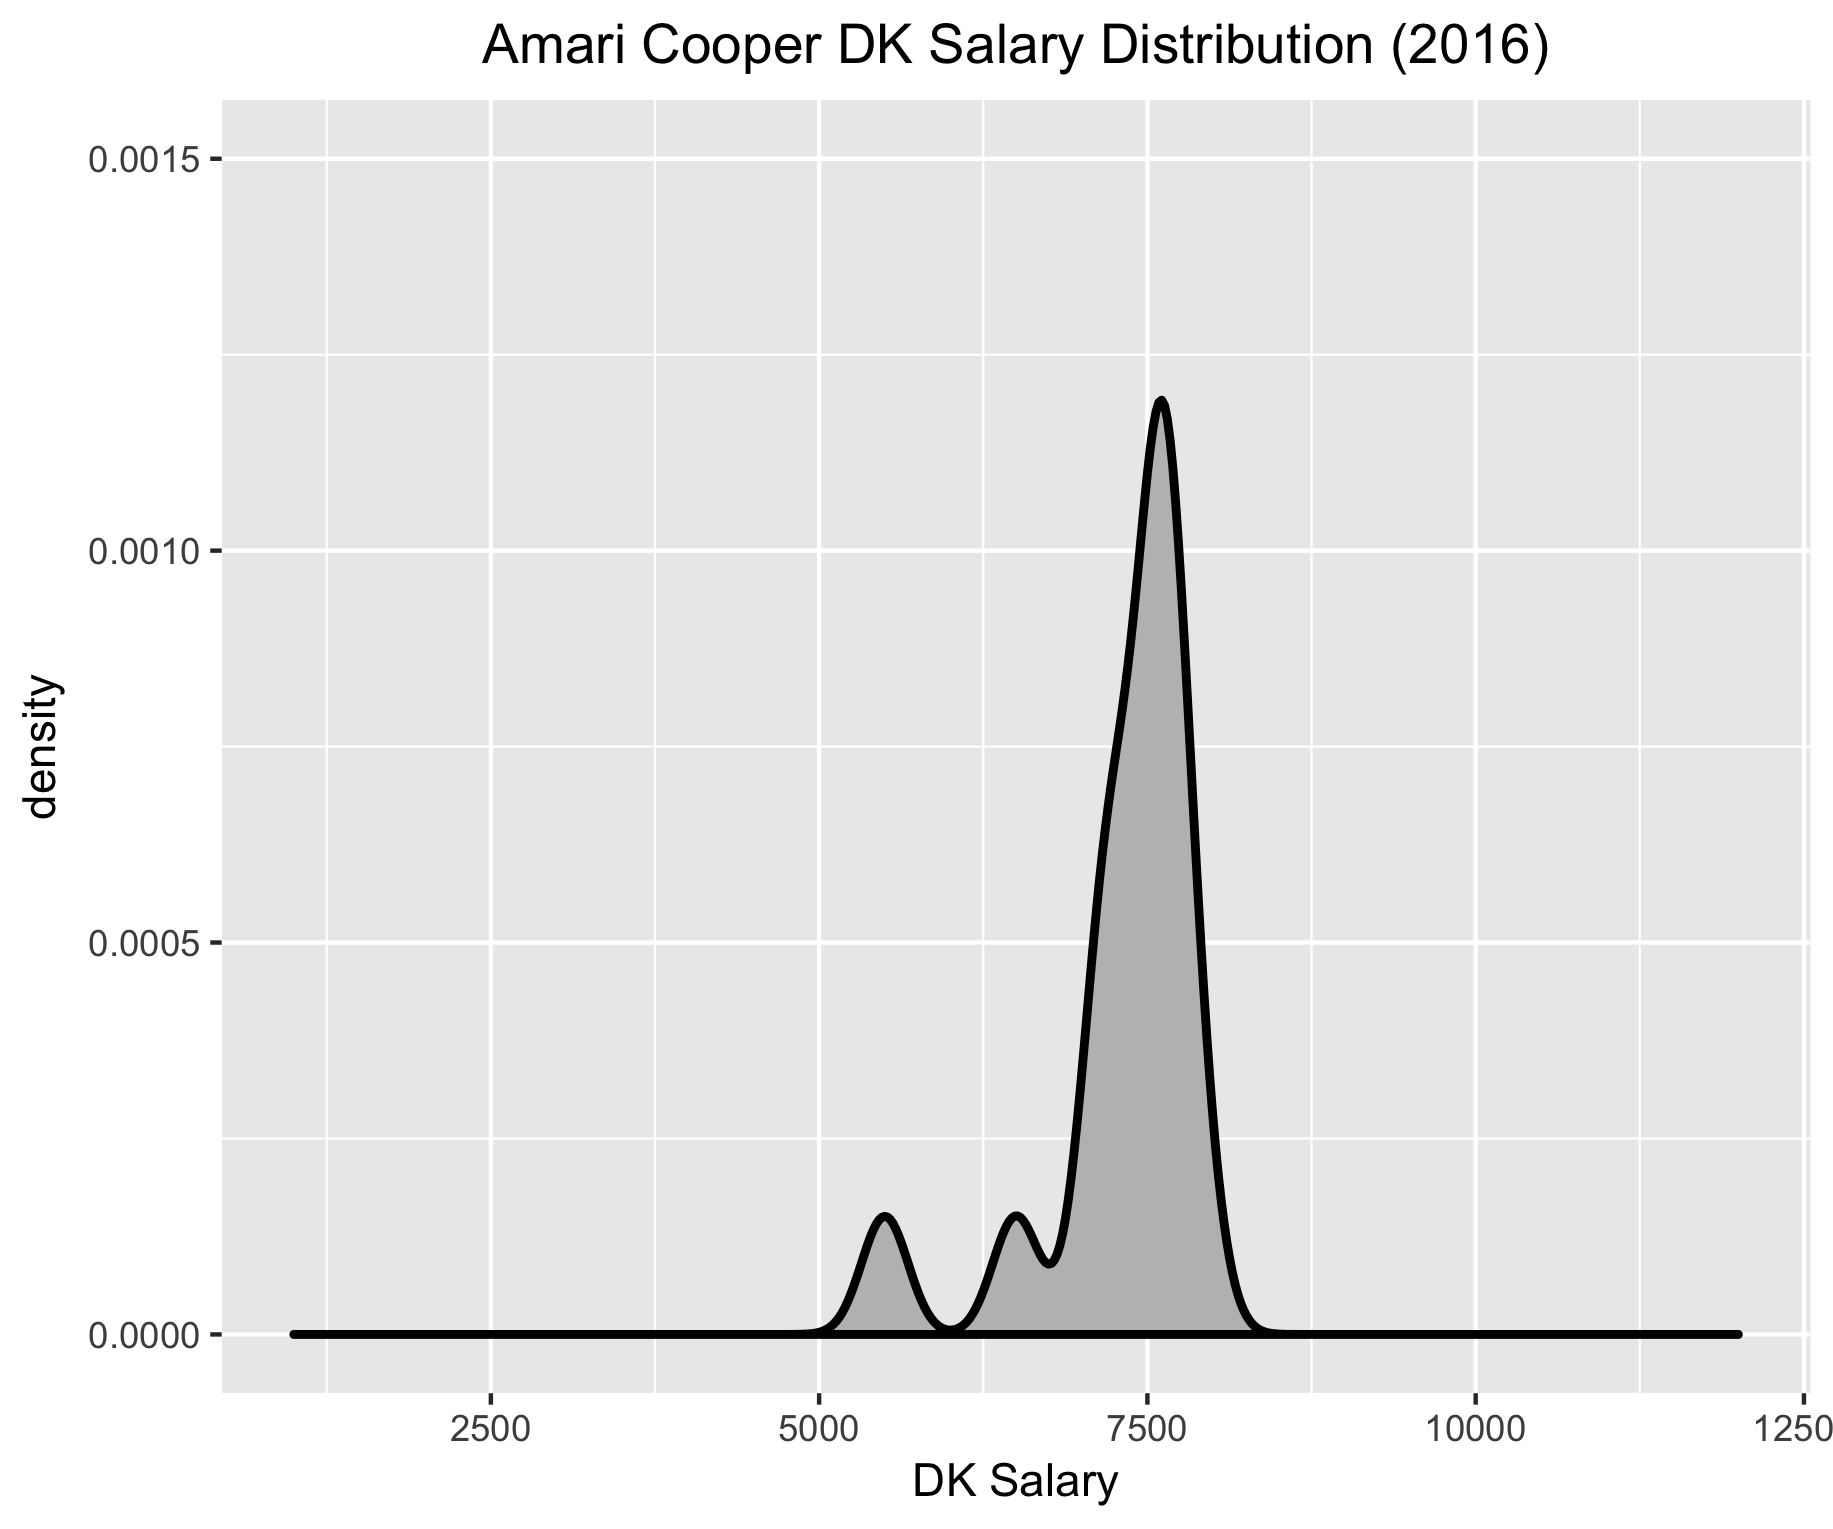 Amari Cooper DK Salary Distribution (2016)
0.0015
0.0010
0.0005
0.0000
density
2500 5000 7500 10000 1250
DK Salary